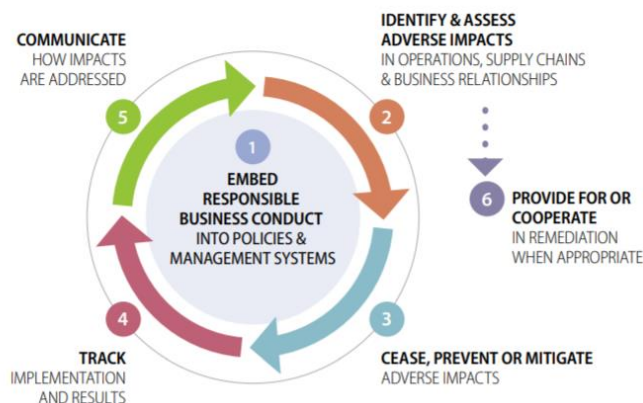 1
EMBED
RESPONSIBLE
BUSINESS CONDUCT
INTO POLICIES &
MANAGEMENT SYSTEMS
2
IDENTIFY & ASSESS
ADVERSE IMPACTS
IN OPERATIONS, SUPPLY CHAINS
& BUSINESS RELATIONSHIPS
3
CEASE, PREVENT OR MITIGATE
ADVERSE IMPACTS
4
TRACK
IMPLEMENTATION
AND RESULTS
5
COMMUNICATE
HOW IMPACTS
ARE ADDRESSED
6
PROVIDE FOR OR
COOPERATE
IN REMEDIATION
WHEN APPROPRIATE